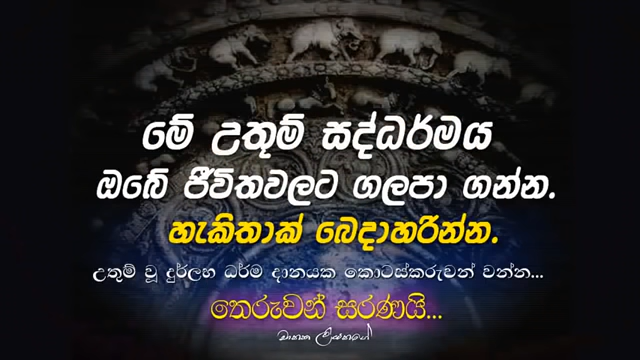 මේ උතුම් සද්ධර්මය
ඔබේ ජීවිතවලට ගලපා ගන්න.
හැකිතාක් බෙදාහරින්න.
උතුම් වූ දුර්ලභ ධර්ම දානයක කොටස්කරුවන් වන්න...
තෙරුවන් සරණයි...